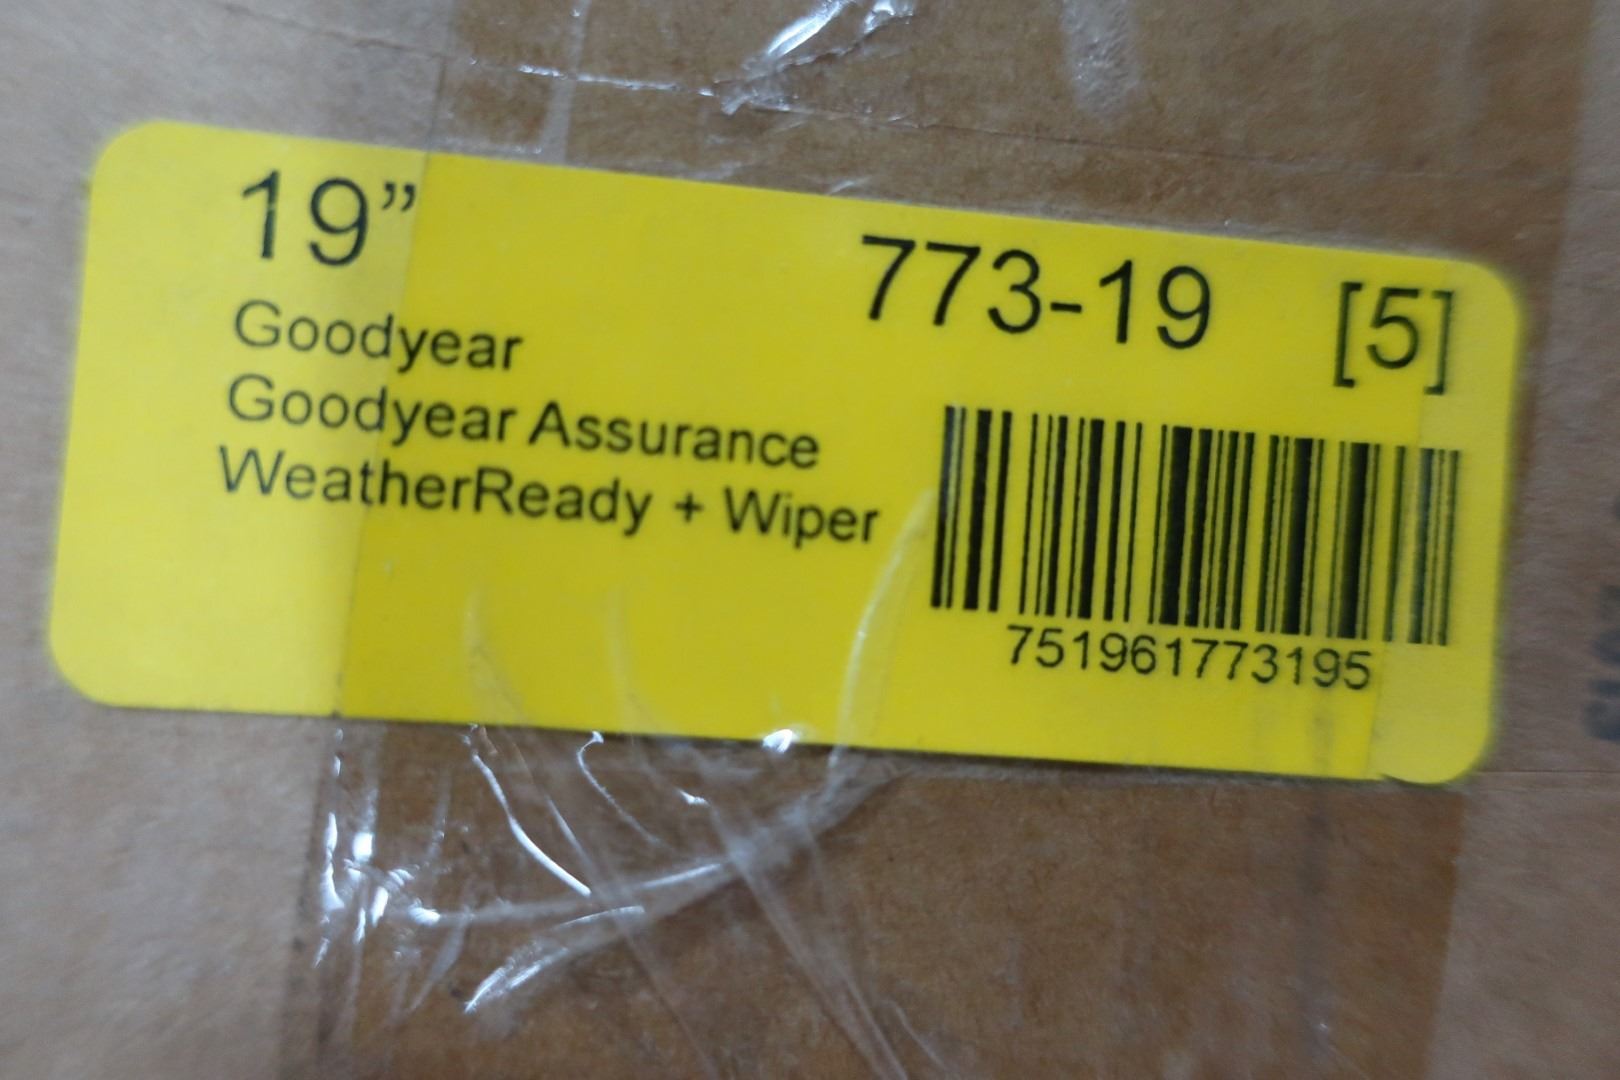 19”
773-19 [5]
Goodyear
Goodyear Assurance
WeatherReady + Wiper
751961773195